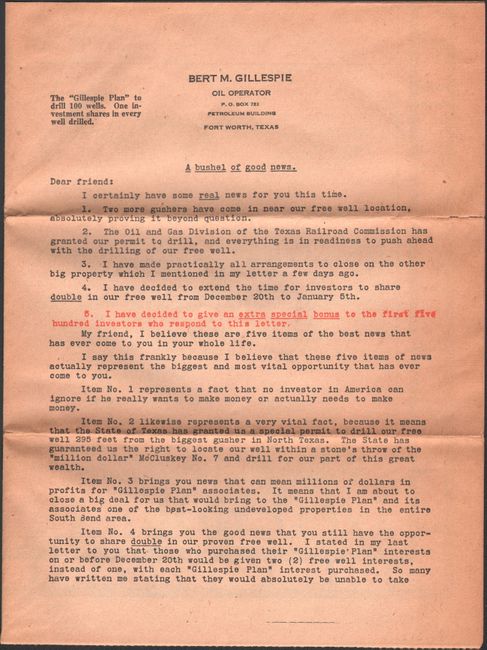 BERT M. GILLESPIE
OIL OPERATOR
P. O. BOX 782
PETROLEUM BUILDING
FORT WORTH, TEXAS
The "Gillespie Plan" to
drill 100 wells. One in-
vestment shares in every
well drilled.
A bushel of good news.
Dear friend:
I certainly have some real news for you this time.
1. Two more gushers have come in near our free well location,
absolutely proving it beyond question.
2. The Oil and Gas Division of the Texas Railroad Commission has
granted our permit to drill, and everything is in readiness to push ahead
with the drilling of our free well.
3. I have made practically all arrangements to close on the other
big property which I mentioned in my letter a few days ago.
4. I have decided to extend the time for investors to share
double in our free well from December 20th to January 5th.
5. I have decided to give an extra special bonus to the first five
hundred investors who respond to this letter.
My friend, I believe these are five items of the best news that
has ever come to you in your whole life.
I say this frankly because I believe that these five items of news
actually represent the biggest and most vital opportunity that has ever
come to you.
Item No. 1 represents a fact that no investor in America can
ignore if he really wants to make money or actually needs to make
money.
Item No. 2 likewise represents a very vital fact, because it means
that the State of Texas has granted us a special permit to drill our free
well 295 feet from the biggest gusher in North Texas. The State has
guaranteed us the right to locate our well within a stone's throw of the
"million dollar" McCluskey No. 7 and drill for our part of this great
wealth.
Item No. 3 brings you news that can mean millions of dollars in
profits for "Gillespie Plan" associates. It means that I am about to
close a big deal for us that would bring to the "Gillespie Plan" and its
associates one of the best-looking undeveloped properties in the entire
South Bend area.
Item No. 4 brings you the good news that you still have the oppor-
tunity to share double in our proven free well. I stated in my last
letter to you that those who purchased their "Gillespie Plan" interests
on or before December 20th would be given two (2) free well interests,
instead of one, with each "Gillespie Plan" interest purchased. So many
have written me stating that they would absolutely be unable to take